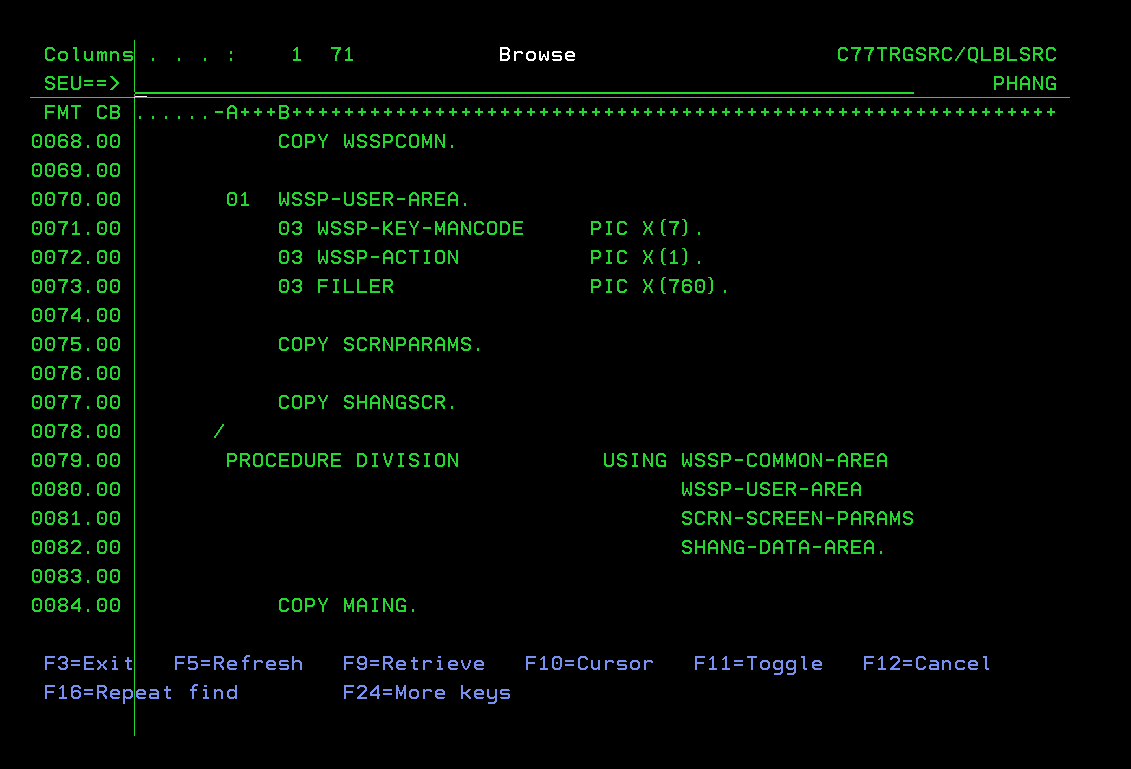 Columns . . . :    1  71           Browse                    C77TRGSRC/QLBLSRC
SEU==>                                                                   PHANG
FMT CB ......-A+++B++++++++++++++++++++++++++++++++++++++++++++++++++++++++++++
0068.00            COPY WSSPCOMN.
0069.00
0070.00        01  WSSP-USER-AREA.
0071.00            03 WSSP-KEY-MANCODE     PIC X(7).
0072.00            03 WSSP-ACTION          PIC X(1).
0073.00            03 FILLER               PIC X(760).
0074.00
0075.00            COPY SCRNPARAMS.
0076.00
0077.00            COPY SHANGSCR.
0078.00       /
0079.00        PROCEDURE DIVISION           USING WSSP-COMMON-AREA
0080.00                                           WSSP-USER-AREA
0081.00                                           SCRN-SCREEN-PARAMS
0082.00                                           SHANG-DATA-AREA.
0083.00
0084.00            COPY MAING.
F3=Exit   F5=Refresh   F9=Retrieve   F10=Cursor   F11=Toggle   F12=Cancel
F16=Repeat find        F24=More keys